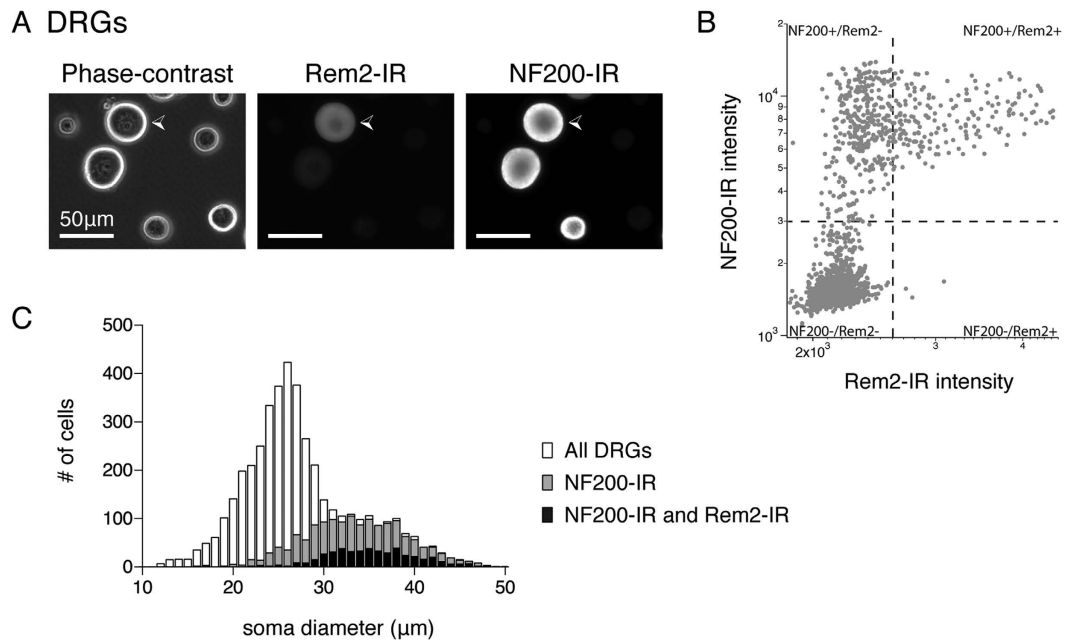 A DRGs
Phase-contrast
Rem2-IR
NF200-IR
50µm
B
NF200+/Rem2-
NF200+/Rem2+
NF200-/Rem2-
NF200-/Rem2+
NF200-IR intensity
2
10⁴
9
8
7
6
5
4
3
2
10³
2x10³
3
4
Rem2-IR intensity
C
# of cells
500
400
300
200
100
0
10
20
30
40
50
soma diameter (µm)
All DRGs
NF200-IR
NF200-IR and Rem2-IR